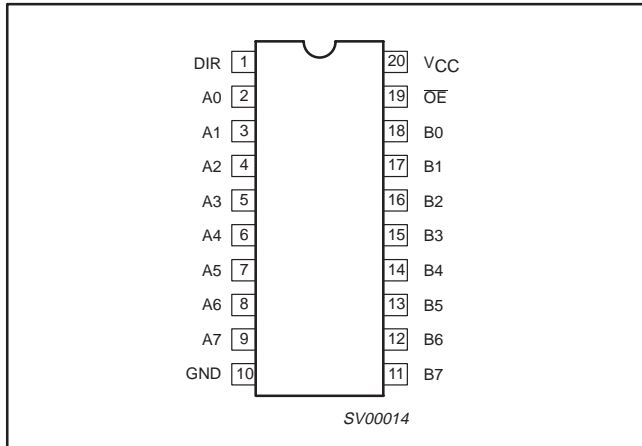 DIR 1 20 VCC
A0 2 19 O̅E̅
A1 3 18 B0
A2 4 17 B1
A3 5 16 B2
A4 6 15 B3
A5 7 14 B4
A6 8 13 B5
A7 9 12 B6
GND 10 11 B7
SV00014